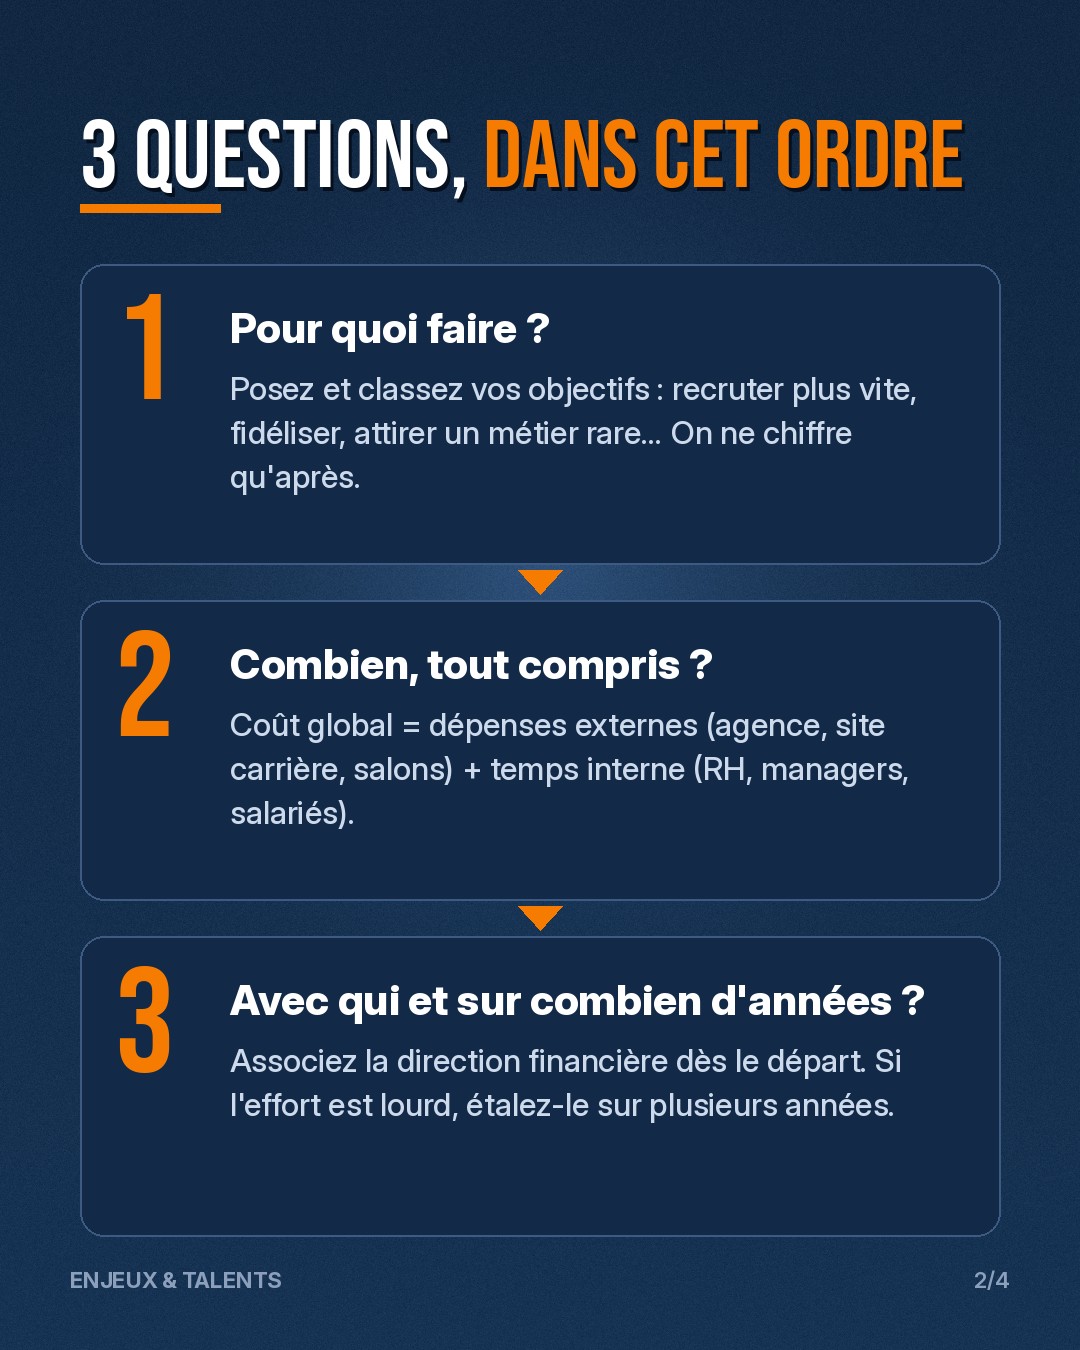 3 QUESTIONS, DANS CET ORDRE
1
Pour quoi faire ?
Posez et classez vos objectifs : recruter plus vite,
fidéliser, attirer un métier rare... On ne chiffre
qu'après.
2
Combien, tout compris ?
Coût global = dépenses externes (agence, site
carrière, salons) + temps interne (RH, managers,
salariés).
3
Avec qui et sur combien d'années ?
Associez la direction financière dès le départ. Si
l'effort est lourd, étalez-le sur plusieurs années.
ENJEUX & TALENTS
2/4